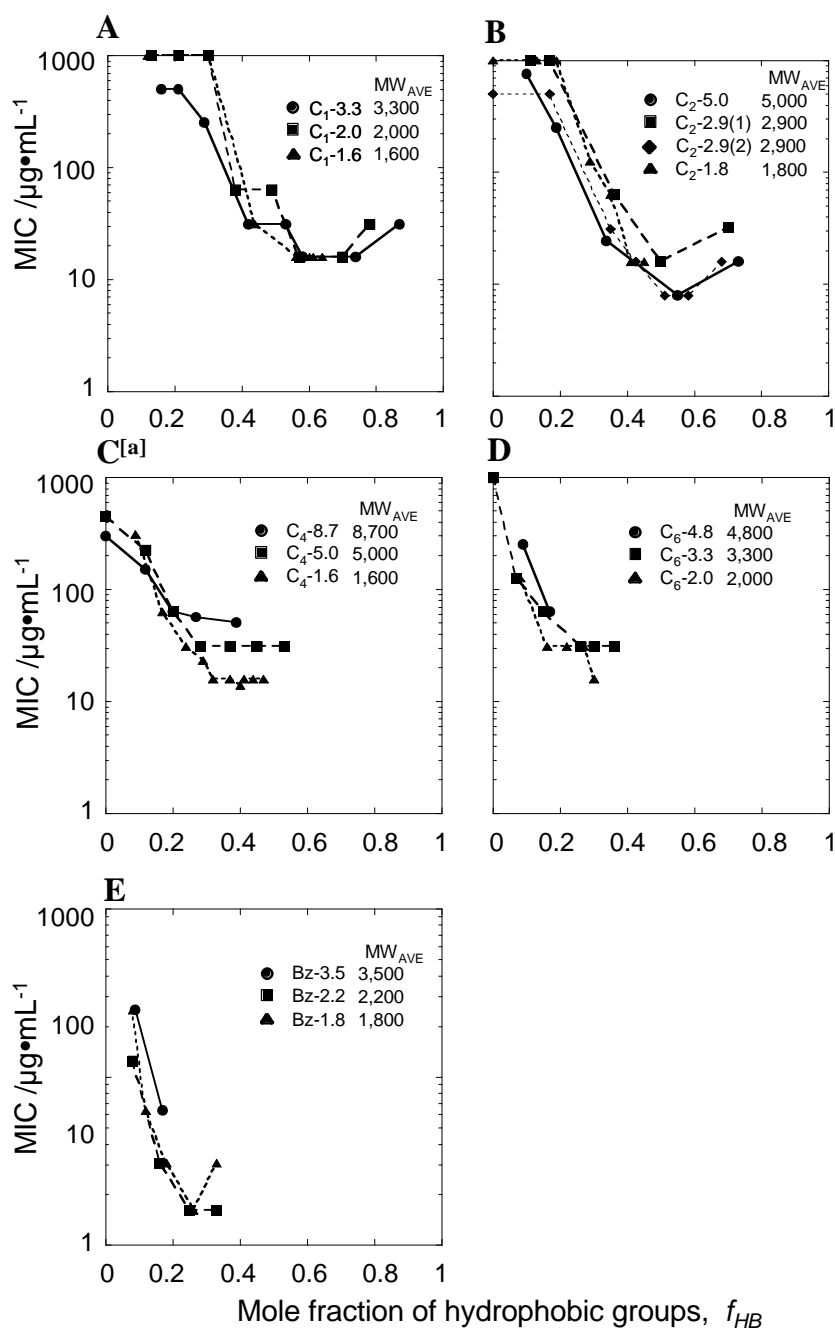 A
1000
100
10
1
MIC /µg•mL⁻¹
MW_AVE
C₁-3.3 3,300
C₁-2.0 2,000
C₁-1.6 1,600
0 0.2 0.4 0.6 0.8 1
B
MW_AVE
C₂-5.0 5,000
C₂-2.9(1) 2,900
C₂-2.9(2) 2,900
C₂-1.8 1,800
0 0.2 0.4 0.6 0.8 1
C[a]
1000
100
10
1
MIC /µg•mL⁻¹
MW_AVE
C₄-8.7 8,700
C₄-5.0 5,000
C₄-1.6 1,600
0 0.2 0.4 0.6 0.8 1
D
MW_AVE
C₆-4.8 4,800
C₆-3.3 3,300
C₆-2.0 2,000
0 0.2 0.4 0.6 0.8 1
E
1000
100
10
1
MIC /µg•mL⁻¹
MW_AVE
Bz-3.5 3,500
Bz-2.2 2,200
Bz-1.8 1,800
0 0.2 0.4 0.6 0.8 1
Mole fraction of hydrophobic groups, f_HB